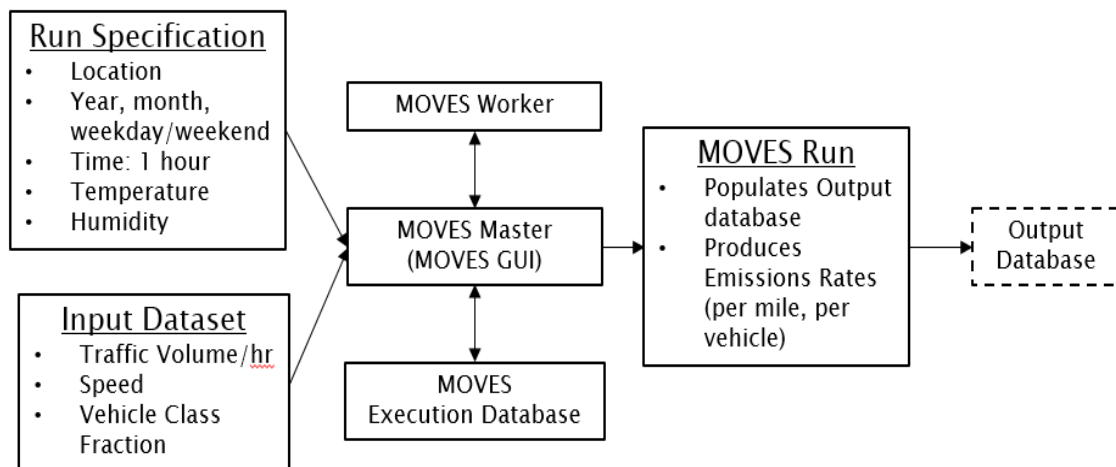 Run Specification
• Location
• Year, month,
weekday/weekend
• Time: 1 hour
• Temperature
• Humidity
Input Dataset
• Traffic Volume/hr
• Speed
• Vehicle Class
Fraction
MOVES Worker
MOVES Master
(MOVES GUI)
MOVES
Execution Database
MOVES Run
• Populates Output
database
• Produces
Emissions Rates
(per mile, per
vehicle)
Output
Database